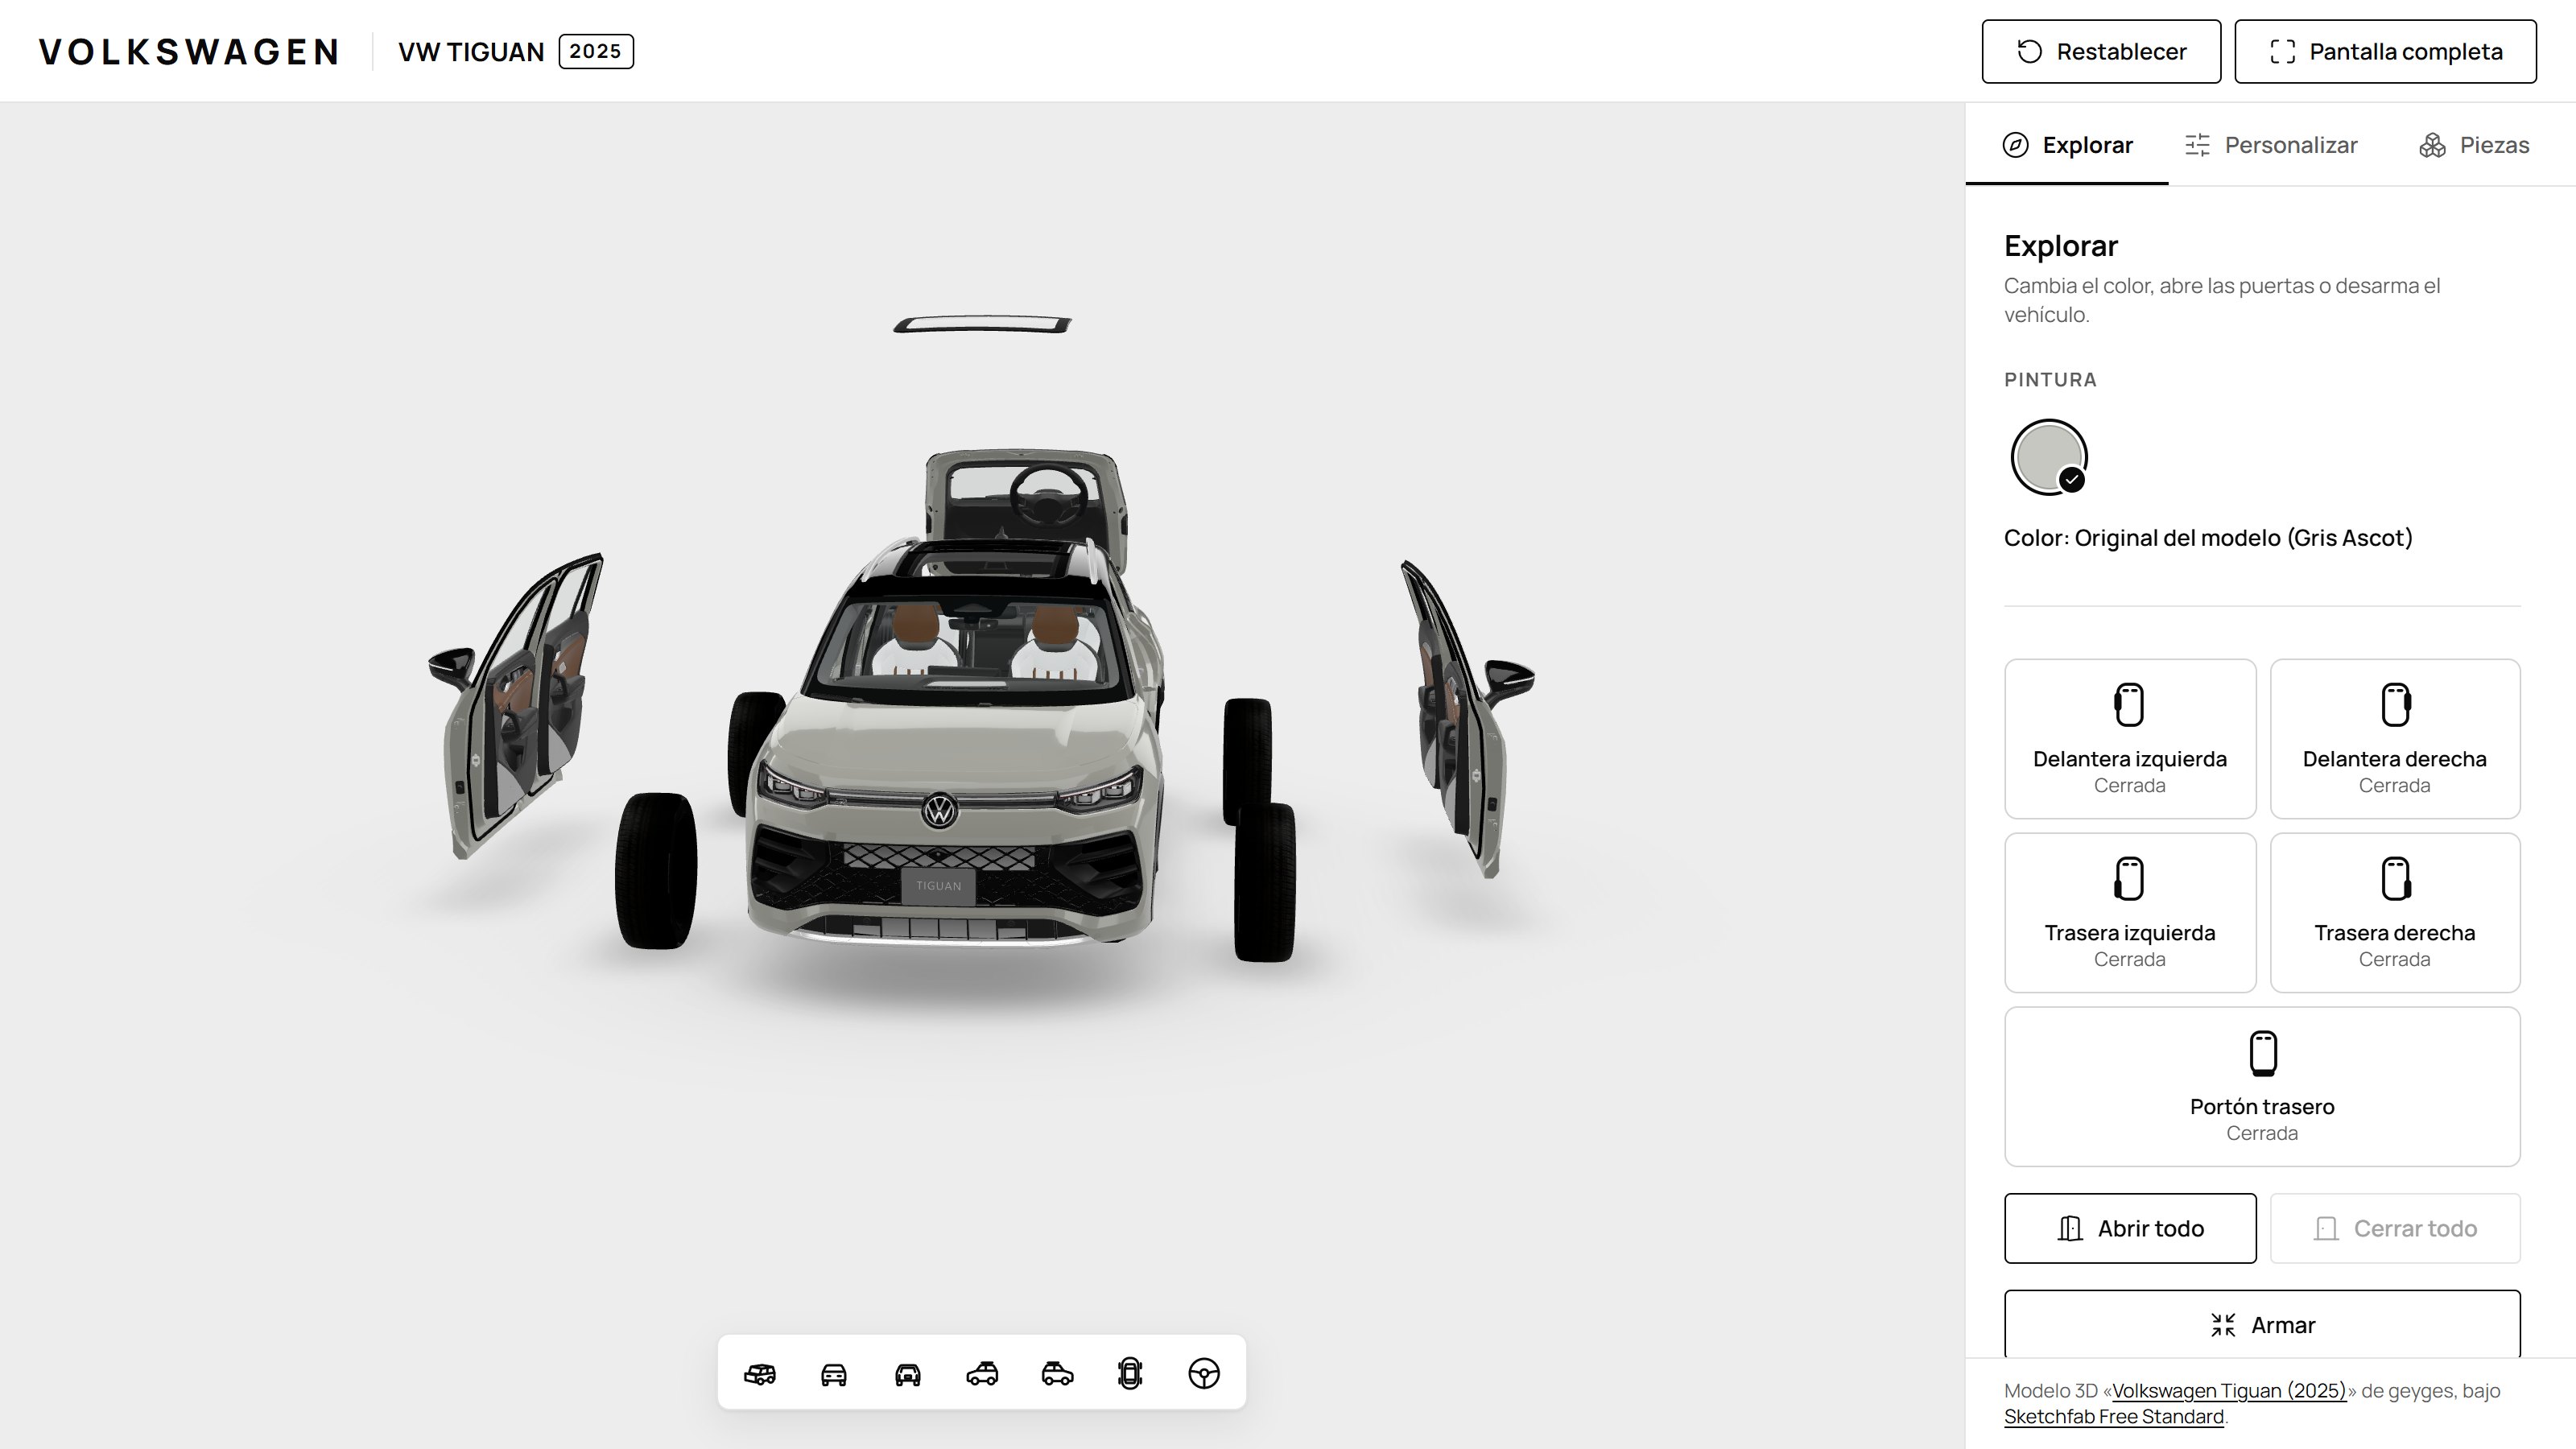 VOLKSWAGEN
VW TIGUAN
2025
Restablecer
Pantalla completa
Explorar
Personalizar
Piezas
Explorar
Cambia el color, abre las puertas o desarma el
vehículo.
PINTURA
Color: Original del modelo (Gris Ascot)
TIGUAN
Delantera izquierda
Cerrada
Delantera derecha
Cerrada
Trasera izquierda
Cerrada
Trasera derecha
Cerrada
Portón trasero
Cerrada
Abrir todo
Cerrar todo
Armar
Modelo 3D «Volkswagen Tiguan (2025)» de geyges, bajo
Sketchfab Free Standard.